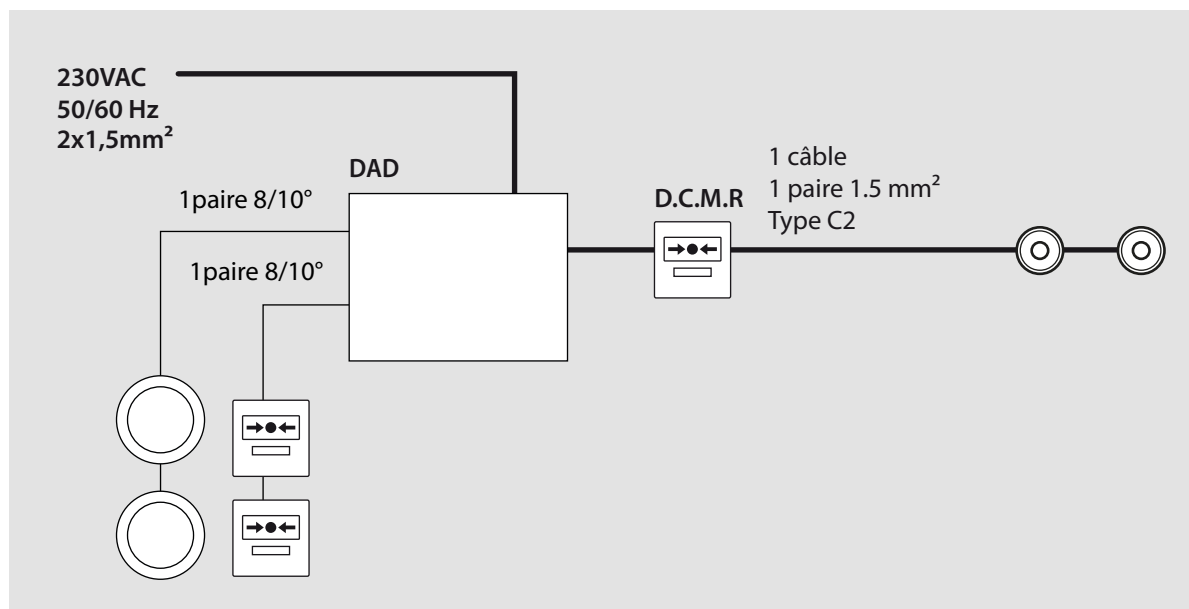 230VAC
50/60 Hz
2x1,5mm²
DAD
1paire 8/10°
1paire 8/10°
D.C.M.R
1 câble
1 paire 1.5 mm²
Type C2